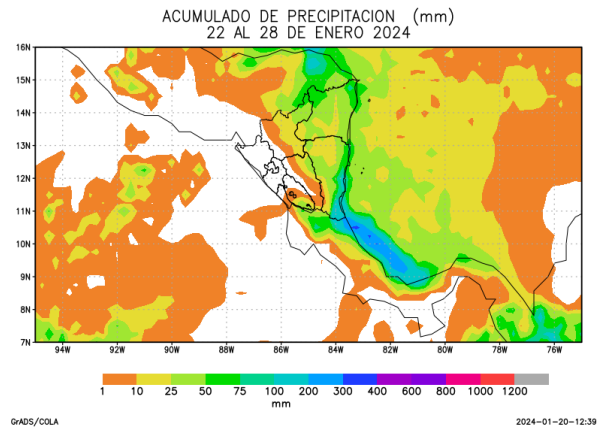 ACUMULADO DE PRECIPITACION (mm)
22 AL 28 DE ENERO 2024
16N
15N
14N
13N
12N
11N
10N
9N
8N
7N
94W 92W 90W 88W 86W 84W 82W 80W 78W 76W
1 10 25 50 75 100 200 300 400 600 800 1000 1200
mm
GrADS/COLA 2024-01-20-12:39